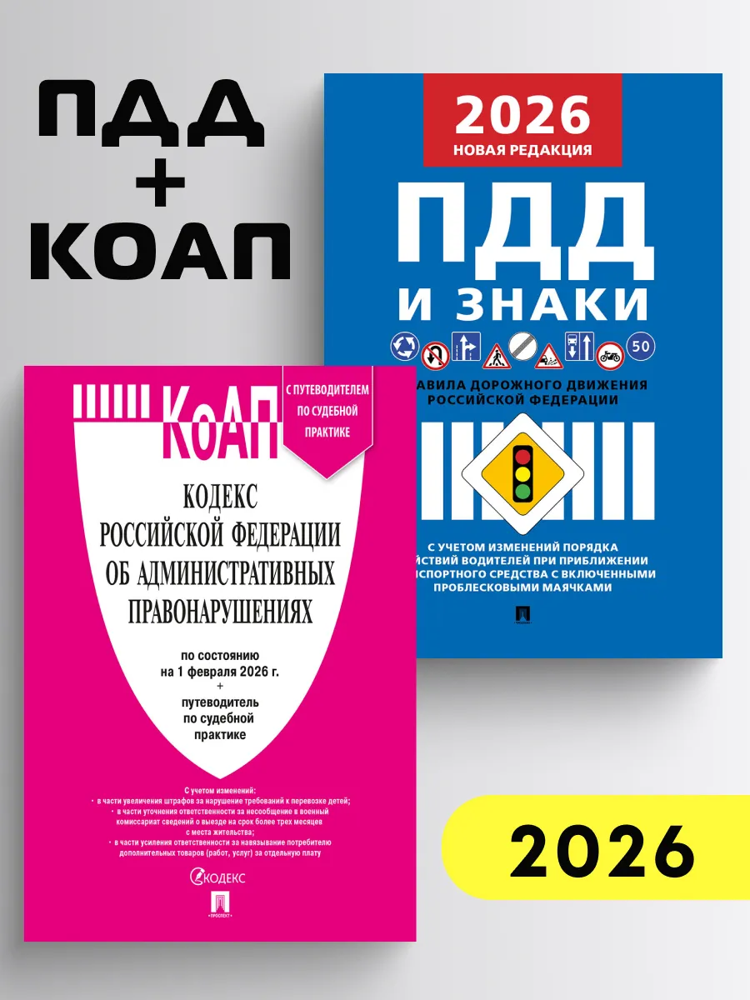 ПДД
+
КОАП
2026
НОВАЯ РЕДАКЦИЯ
ПДД
И ЗНАКИ
50
АВИЛА ДОРОЖНОГО ДВИЖЕНИЯ
РОССИЙСКОЙ ФЕДЕРАЦИИ
С УЧЕТОМ ИЗМЕНЕНИЙ ПОРЯДКА
ЙСТВИЙ ВОДИТЕЛЕЙ ПРИ ПРИБЛИЖЕНИИ
НСПОРТНОГО СРЕДСТВА С ВКЛЮЧЕННЫМИ
ПРОБЛЕСКОВЫМИ МАЯЧКАМИ
ПРОСПЕКТ
КоАП
С ПУТЕВОДИТЕЛЕМ
ПО СУДЕБНОЙ
ПРАКТИКЕ
КОДЕКС
РОССИЙСКОЙ ФЕДЕРАЦИИ
ОБ АДМИНИСТРАТИВНЫХ
ПРАВОНАРУШЕНИЯХ
по состоянию
на 1 февраля 2026 г.
+
путеводитель
по судебной
практике
С учетом изменений:
• в части увеличения штрафов за нарушение требований к перевозке детей;
• в части уточнения ответственности за несообщение в военный
комиссариат сведений о выезде на срок более трех месяцев
с места жительства;
• в части усиления ответственности за навязывание потребителю
дополнительных товаров (работ, услуг) за отдельную плату
КОДЕКС
• ПРОСПЕКТ •
2026